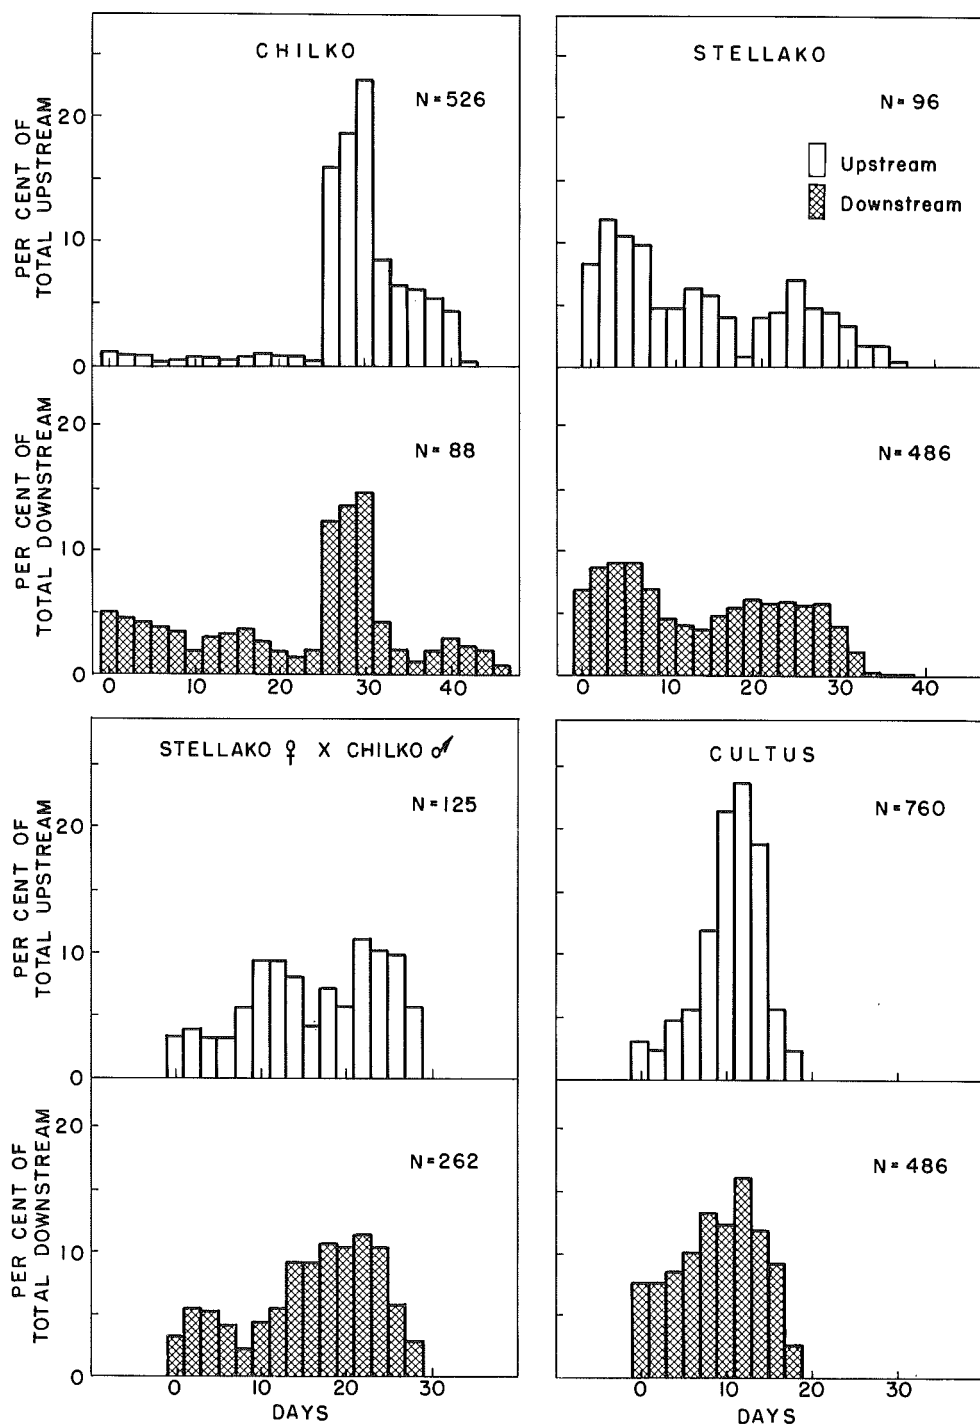 CHILKO
N=526
PER CENT OF
TOTAL UPSTREAM
20
10
0
STELLAKO
N=96
Upstream
Downstream
PER CENT OF
TOTAL DOWNSTREAM
20
10
0
N=88
0 10 20 30 40
N=486
0 10 20 30 40
STELLAKO ♀ X CHILKO ♂
N=125
PER CENT OF
TOTAL UPSTREAM
20
10
0
CULTUS
N=760
PER CENT OF
TOTAL DOWNSTREAM
20
10
0
N=262
0 10 20 30
DAYS
N=486
0 10 20 30
DAYS